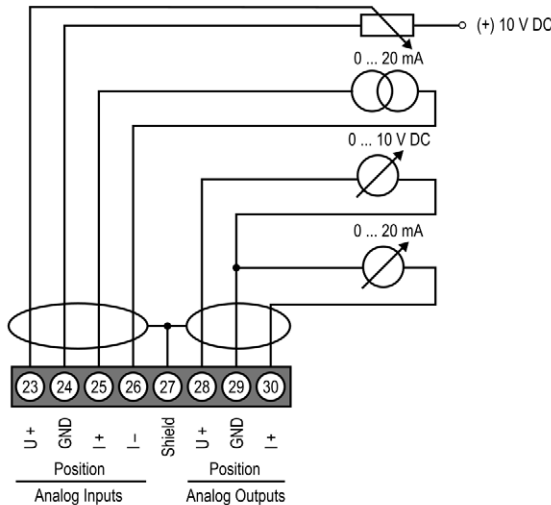 (+) 10 V DC
0 ... 20 mA
0 ... 10 V DC
0 ... 20 mA
23 24 25 26 27 28 29 30
U + GND I + I – Shield U + GND I +
Position Position
Analog Inputs Analog Outputs